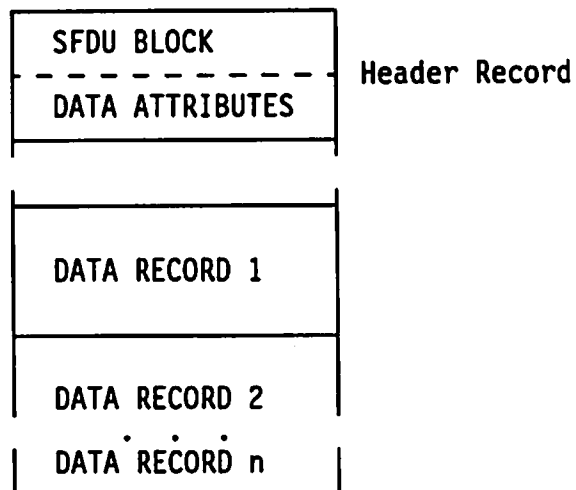 SFDU BLOCK
Header Record
DATA ATTRIBUTES
DATA RECORD 1
DATA RECORD 2
. . .
DATA RECORD n